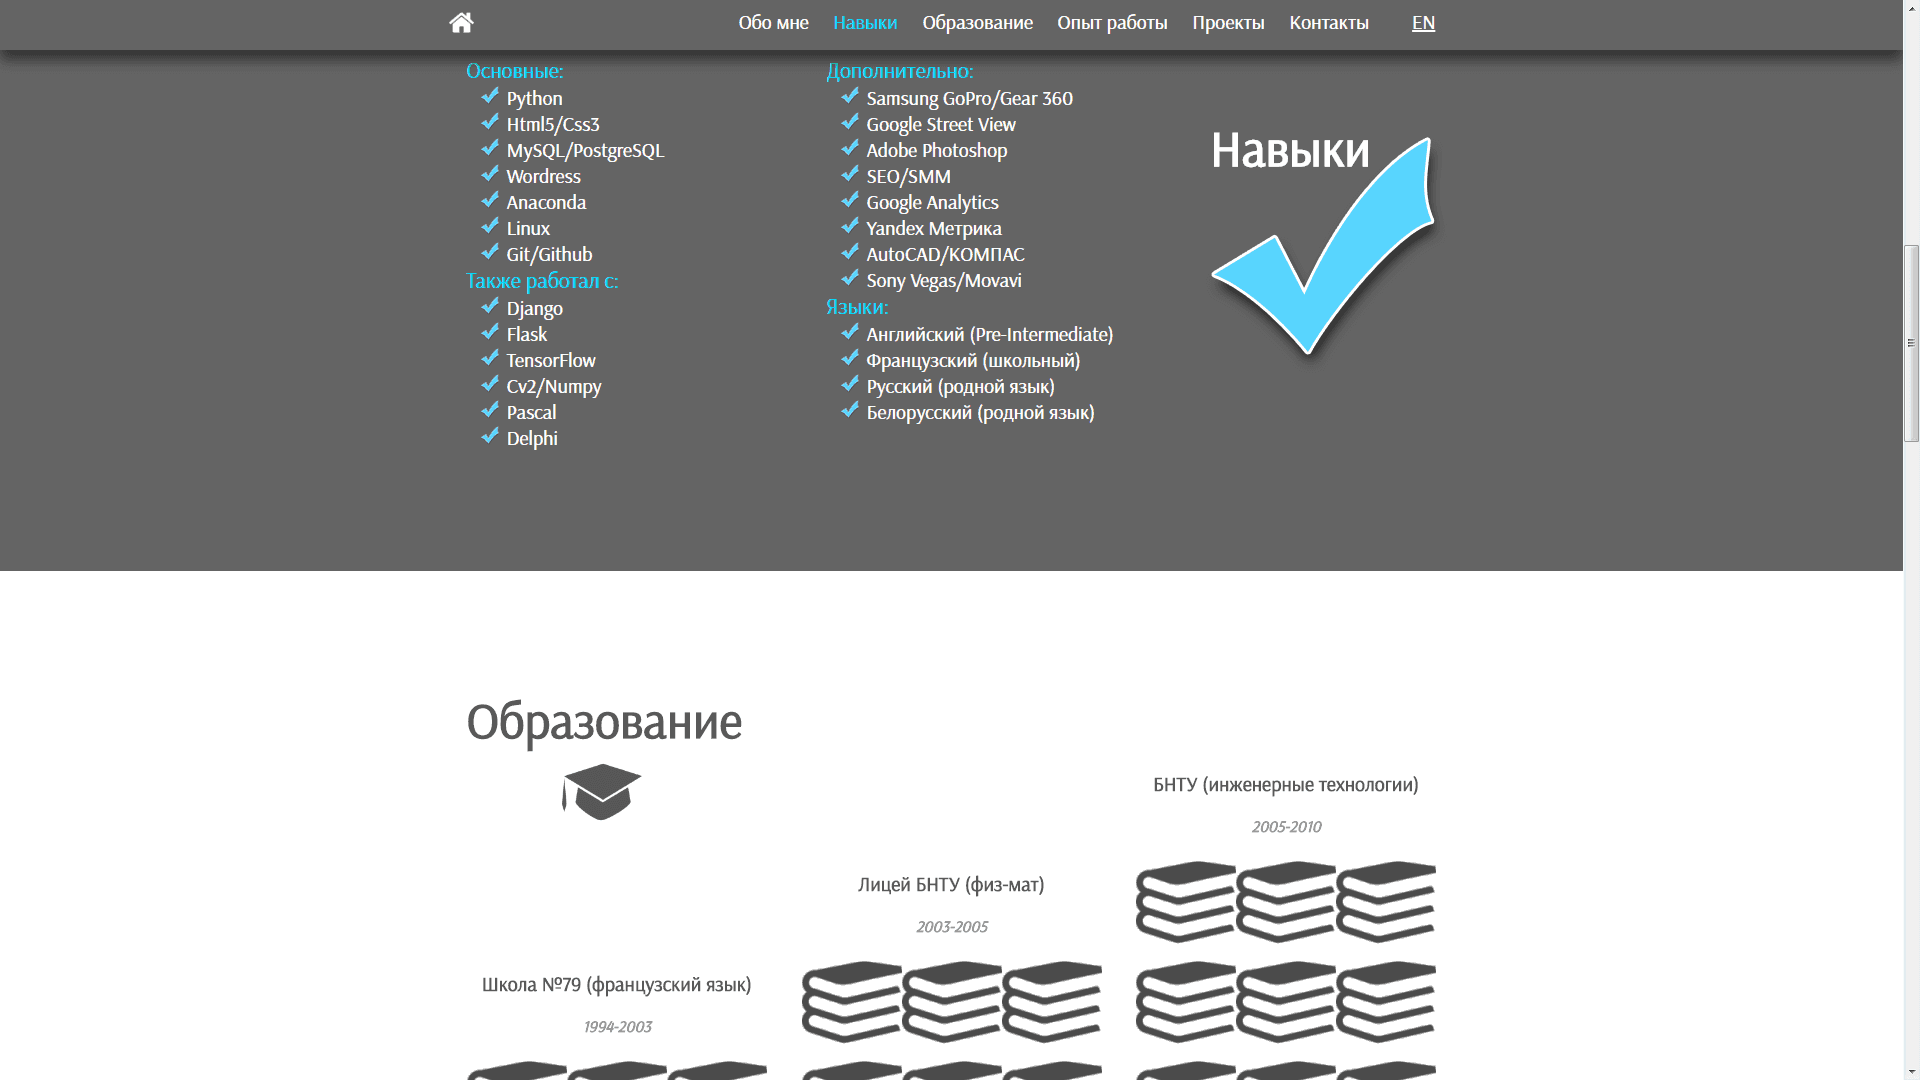 Обо мне Навыки Образование Опыт работы Проекты Контакты EN
Основные:
Python
Html5/Css3
MySQL/PostgreSQL
Wordress
Anaconda
Linux
Git/Github
Также работал с:
Django
Flask
TensorFlow
Cv2/Numpy
Pascal
Delphi
Дополнительно:
Samsung GoPro/Gear 360
Google Street View
Adobe Photoshop
SEO/SMM
Google Analytics
Yandex Метрика
AutoCAD/КОМПАС
Sony Vegas/Movavi
Языки:
Английский (Pre-Intermediate)
Французский (школьный)
Русский (родной язык)
Белорусский (родной язык)
Навыки
Образование
БНТУ (инженерные технологии)
2005-2010
Лицей БНТУ (физ-мат)
2003-2005
Школа №79 (французский язык)
1994-2003